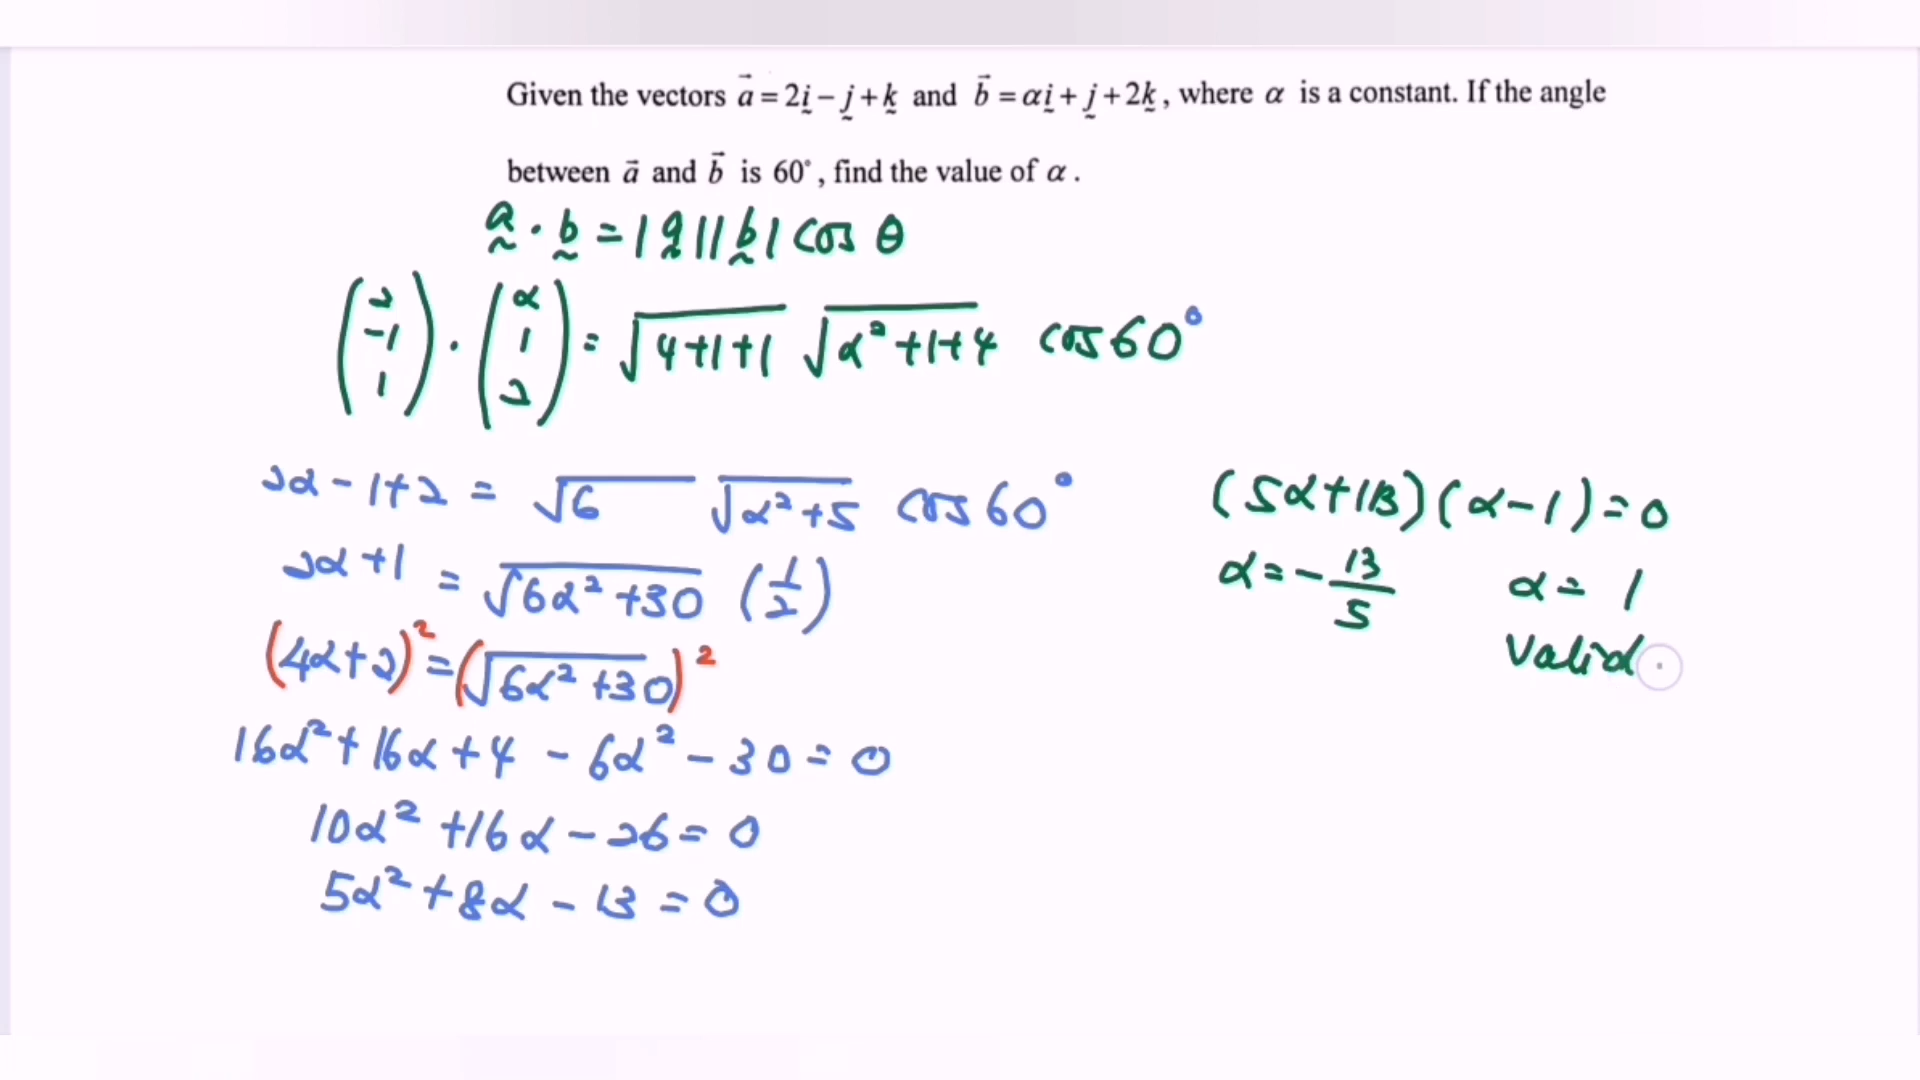 Given the vectors a⃗ = 2i − j + k and b⃗ = αi + j + 2k, where α is a constant. If the angle
between a⃗ and b⃗ is 60°, find the value of α.
a · b = |a||b| cos θ
(2 -1 1) · (α 1 2) = √(4+1+1) √(α²+1+4) cos 60°
2α − 1 + 2 = √6 √(α²+5) cos 60°
2α + 1 = √(6α²+30) (1/2)
(4α+2)² = (√(6α²+30))²
16α² + 16α + 4 − 6α² − 30 = 0
10α² + 16α − 26 = 0
5α² + 8α − 13 = 0
(5α+13)(α−1) = 0
α = −13/5 α = 1
Valid